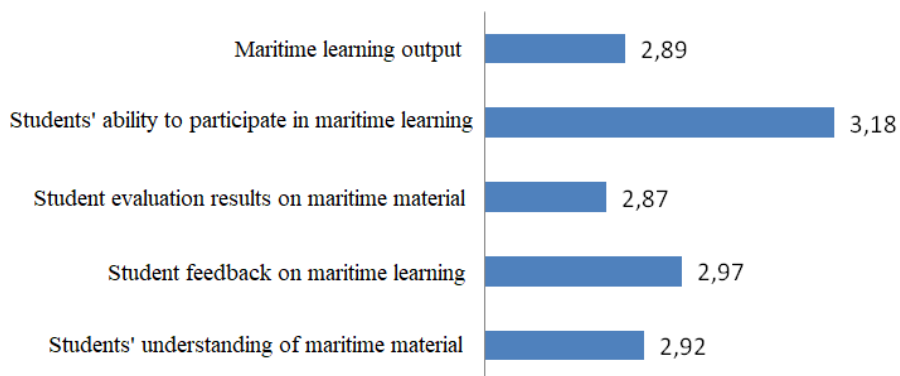 Maritime learning output 2,89
Students' ability to participate in maritime learning 3,18
Student evaluation results on maritime material 2,87
Student feedback on maritime learning 2,97
Students' understanding of maritime material 2,92